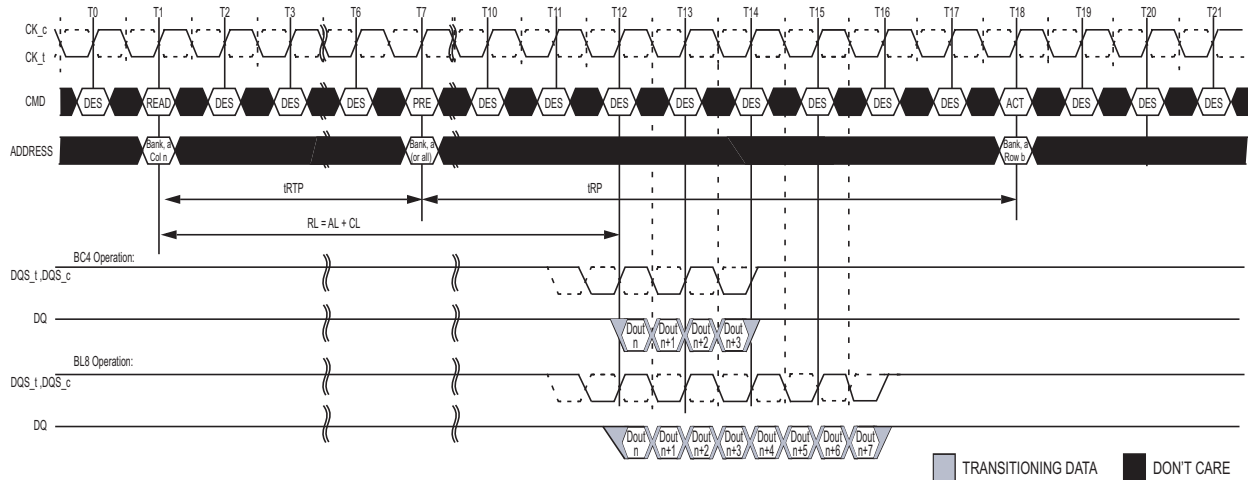 T0 T1 T2 T3 T6 T7 T10 T11 T12 T13 T14 T15 T16 T17 T18 T19 T20 T21
CK_c
CK_t
CMD DES READ DES DES DES PRE DES DES DES DES DES DES DES DES ACT DES DES DES
ADDRESS
Bank, a
Col n
Bank, a
(or all)
Bank, a
Row b
tRTP tRP
RL = AL + CL
BC4 Operation:
DQS_t ,DQS_c
DQ
Dout
n
Dout
n+1
Dout
n+2
Dout
n+3
BL8 Operation:
DQS_t ,DQS_c
DQ
Dout
n
Dout
n+1
Dout
n+2
Dout
n+3
Dout
n+4
Dout
n+5
Dout
n+6
Dout
n+7
TRANSITIONING DATA DON'T CARE